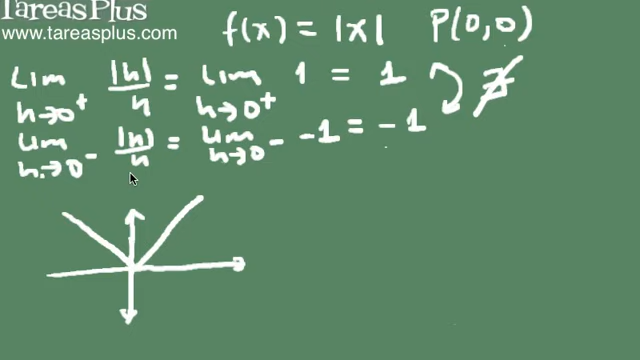 TareasPlus
www.tareasplus.com
f(x) = |x| P(0,0)
Lim h→0⁺ |h|/h = Lim h→0⁺ 1 = 1 ∄
Lim h→0⁻ |h|/h = Lim h→0⁻ -1 = -1